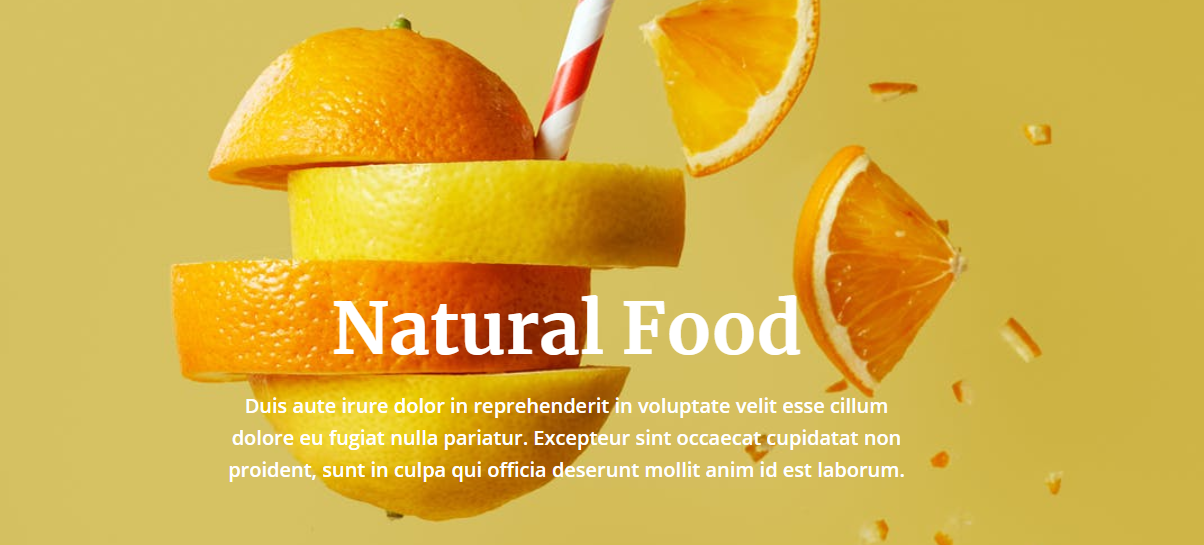 Natural Food
Duis aute irure dolor in reprehenderit in voluptate velit esse cillum
dolore eu fugiat nulla pariatur. Excepteur sint occaecat cupidatat non
proident, sunt in culpa qui officia deserunt mollit anim id est laborum.